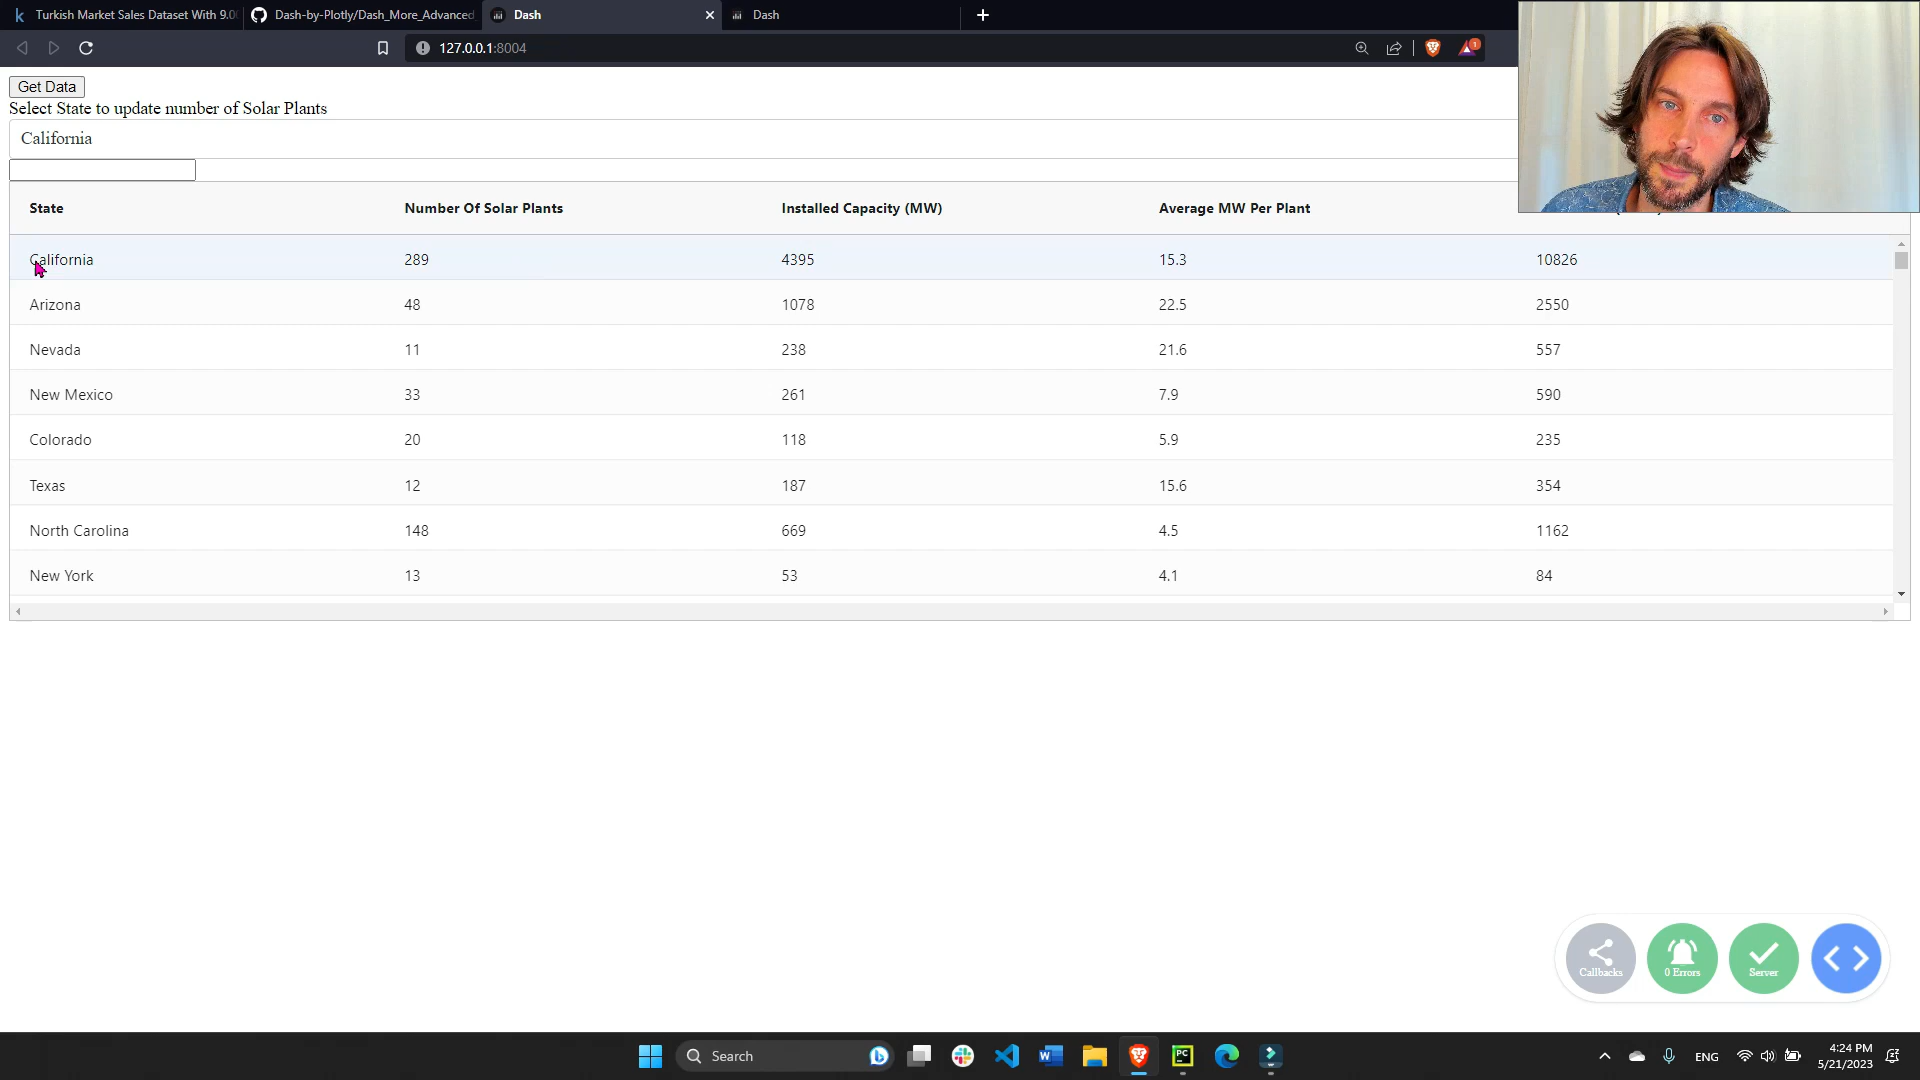 Turkish Market Sales Dataset With 9.0
Dash-by-Plotly/Dash_More_Advanced
Dash
Dash
127.0.0.1:8004
1
Get Data
Select State to update number of Solar Plants
California
State Number Of Solar Plants Installed Capacity (MW) Average MW Per Plant
California 289 4395 15.3 10826
Arizona 48 1078 22.5 2550
Nevada 11 238 21.6 557
New Mexico 33 261 7.9 590
Colorado 20 118 5.9 235
Texas 12 187 15.6 354
North Carolina 148 669 4.5 1162
New York 13 53 4.1 84
Callbacks
0 Errors
Server
Search
ENG
4:24 PM
5/21/2023